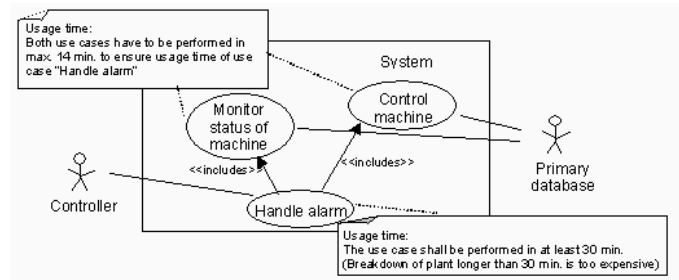 Usage time:
Both use cases have to be performed in
max. 14 min. to ensure usage time of use
case "Handle alarm"
System
Control
machine
Monitor
status of
machine
<<includes>>
<<includes>>
Primary
database
Controller
Handle alarm
Usage time:
The use case shall be performed in at least 30 min.
(Breakdown of plant longer than 30 min. is too expensive)